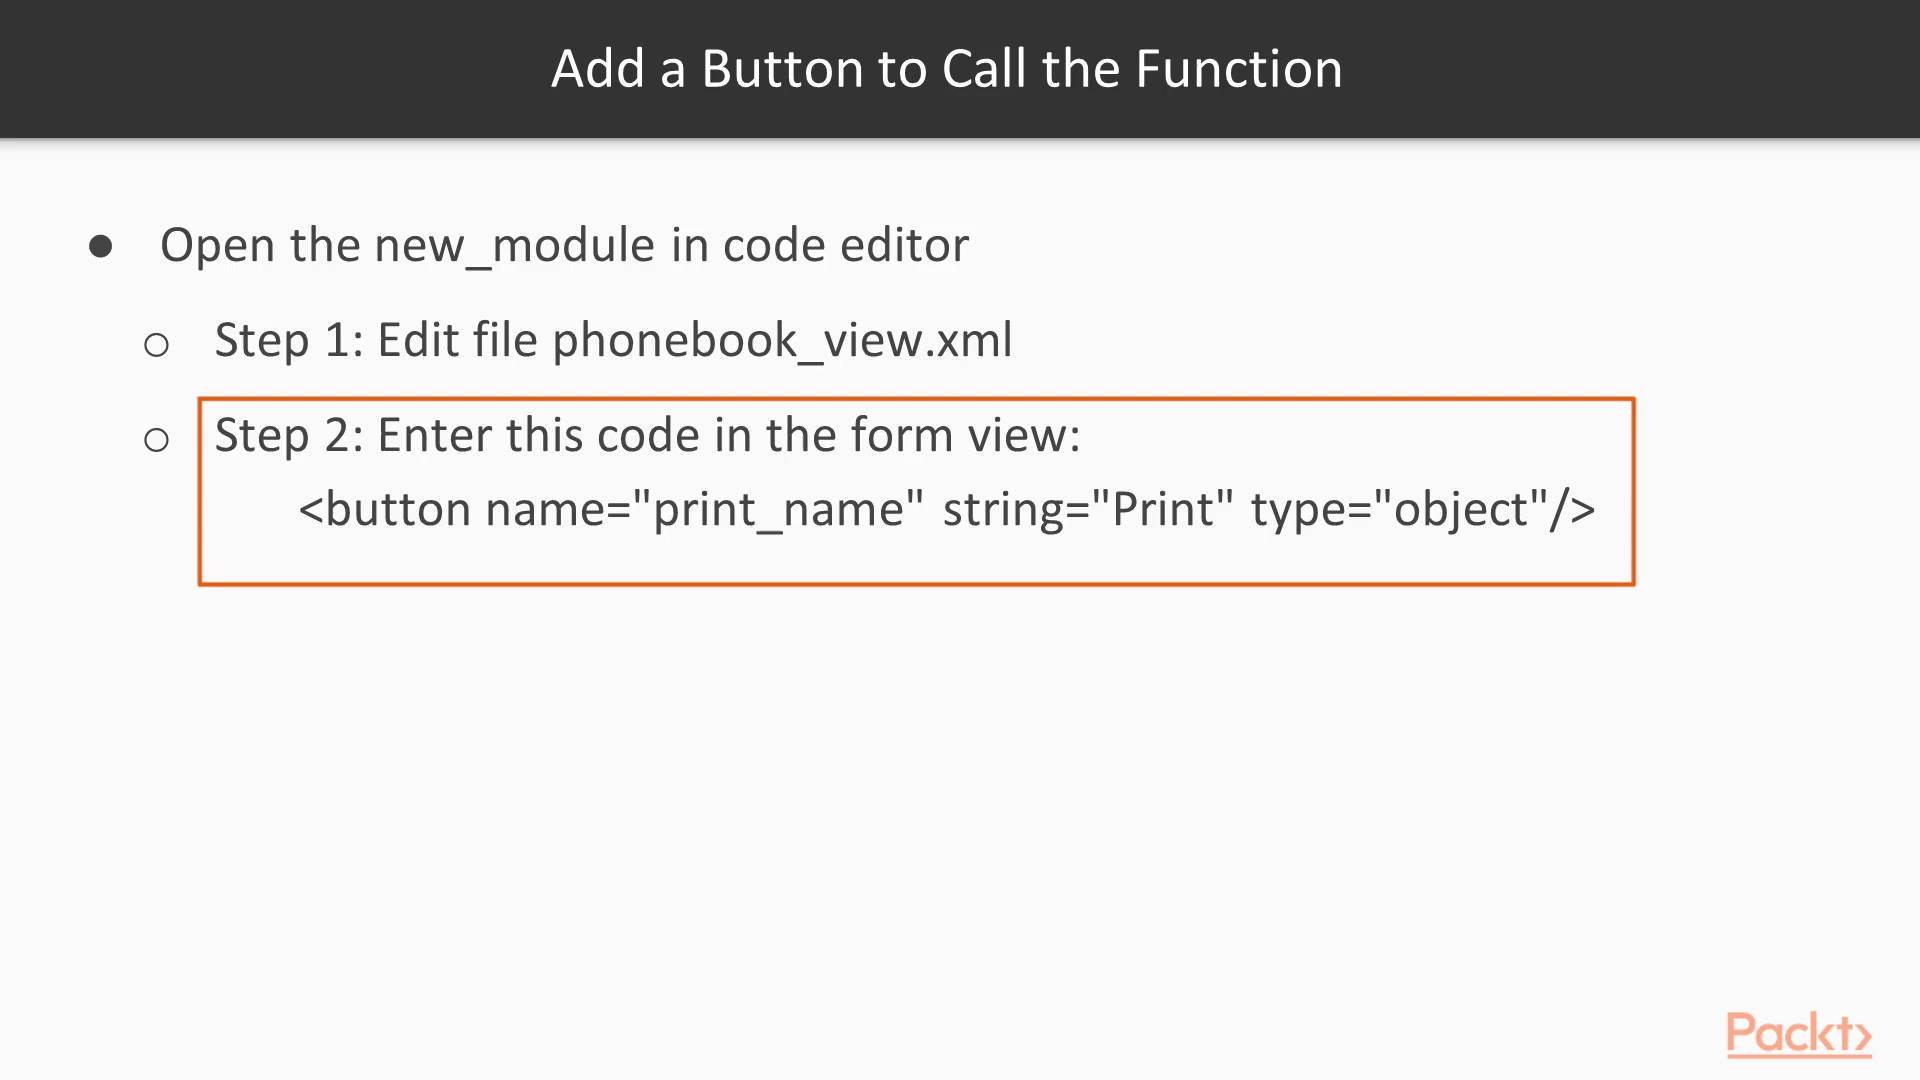 Add a Button to Call the Function
● Open the new_module in code editor
○ Step 1: Edit file phonebook_view.xml
○ Step 2: Enter this code in the form view:
<button name="print_name" string="Print" type="object"/>
Packt>